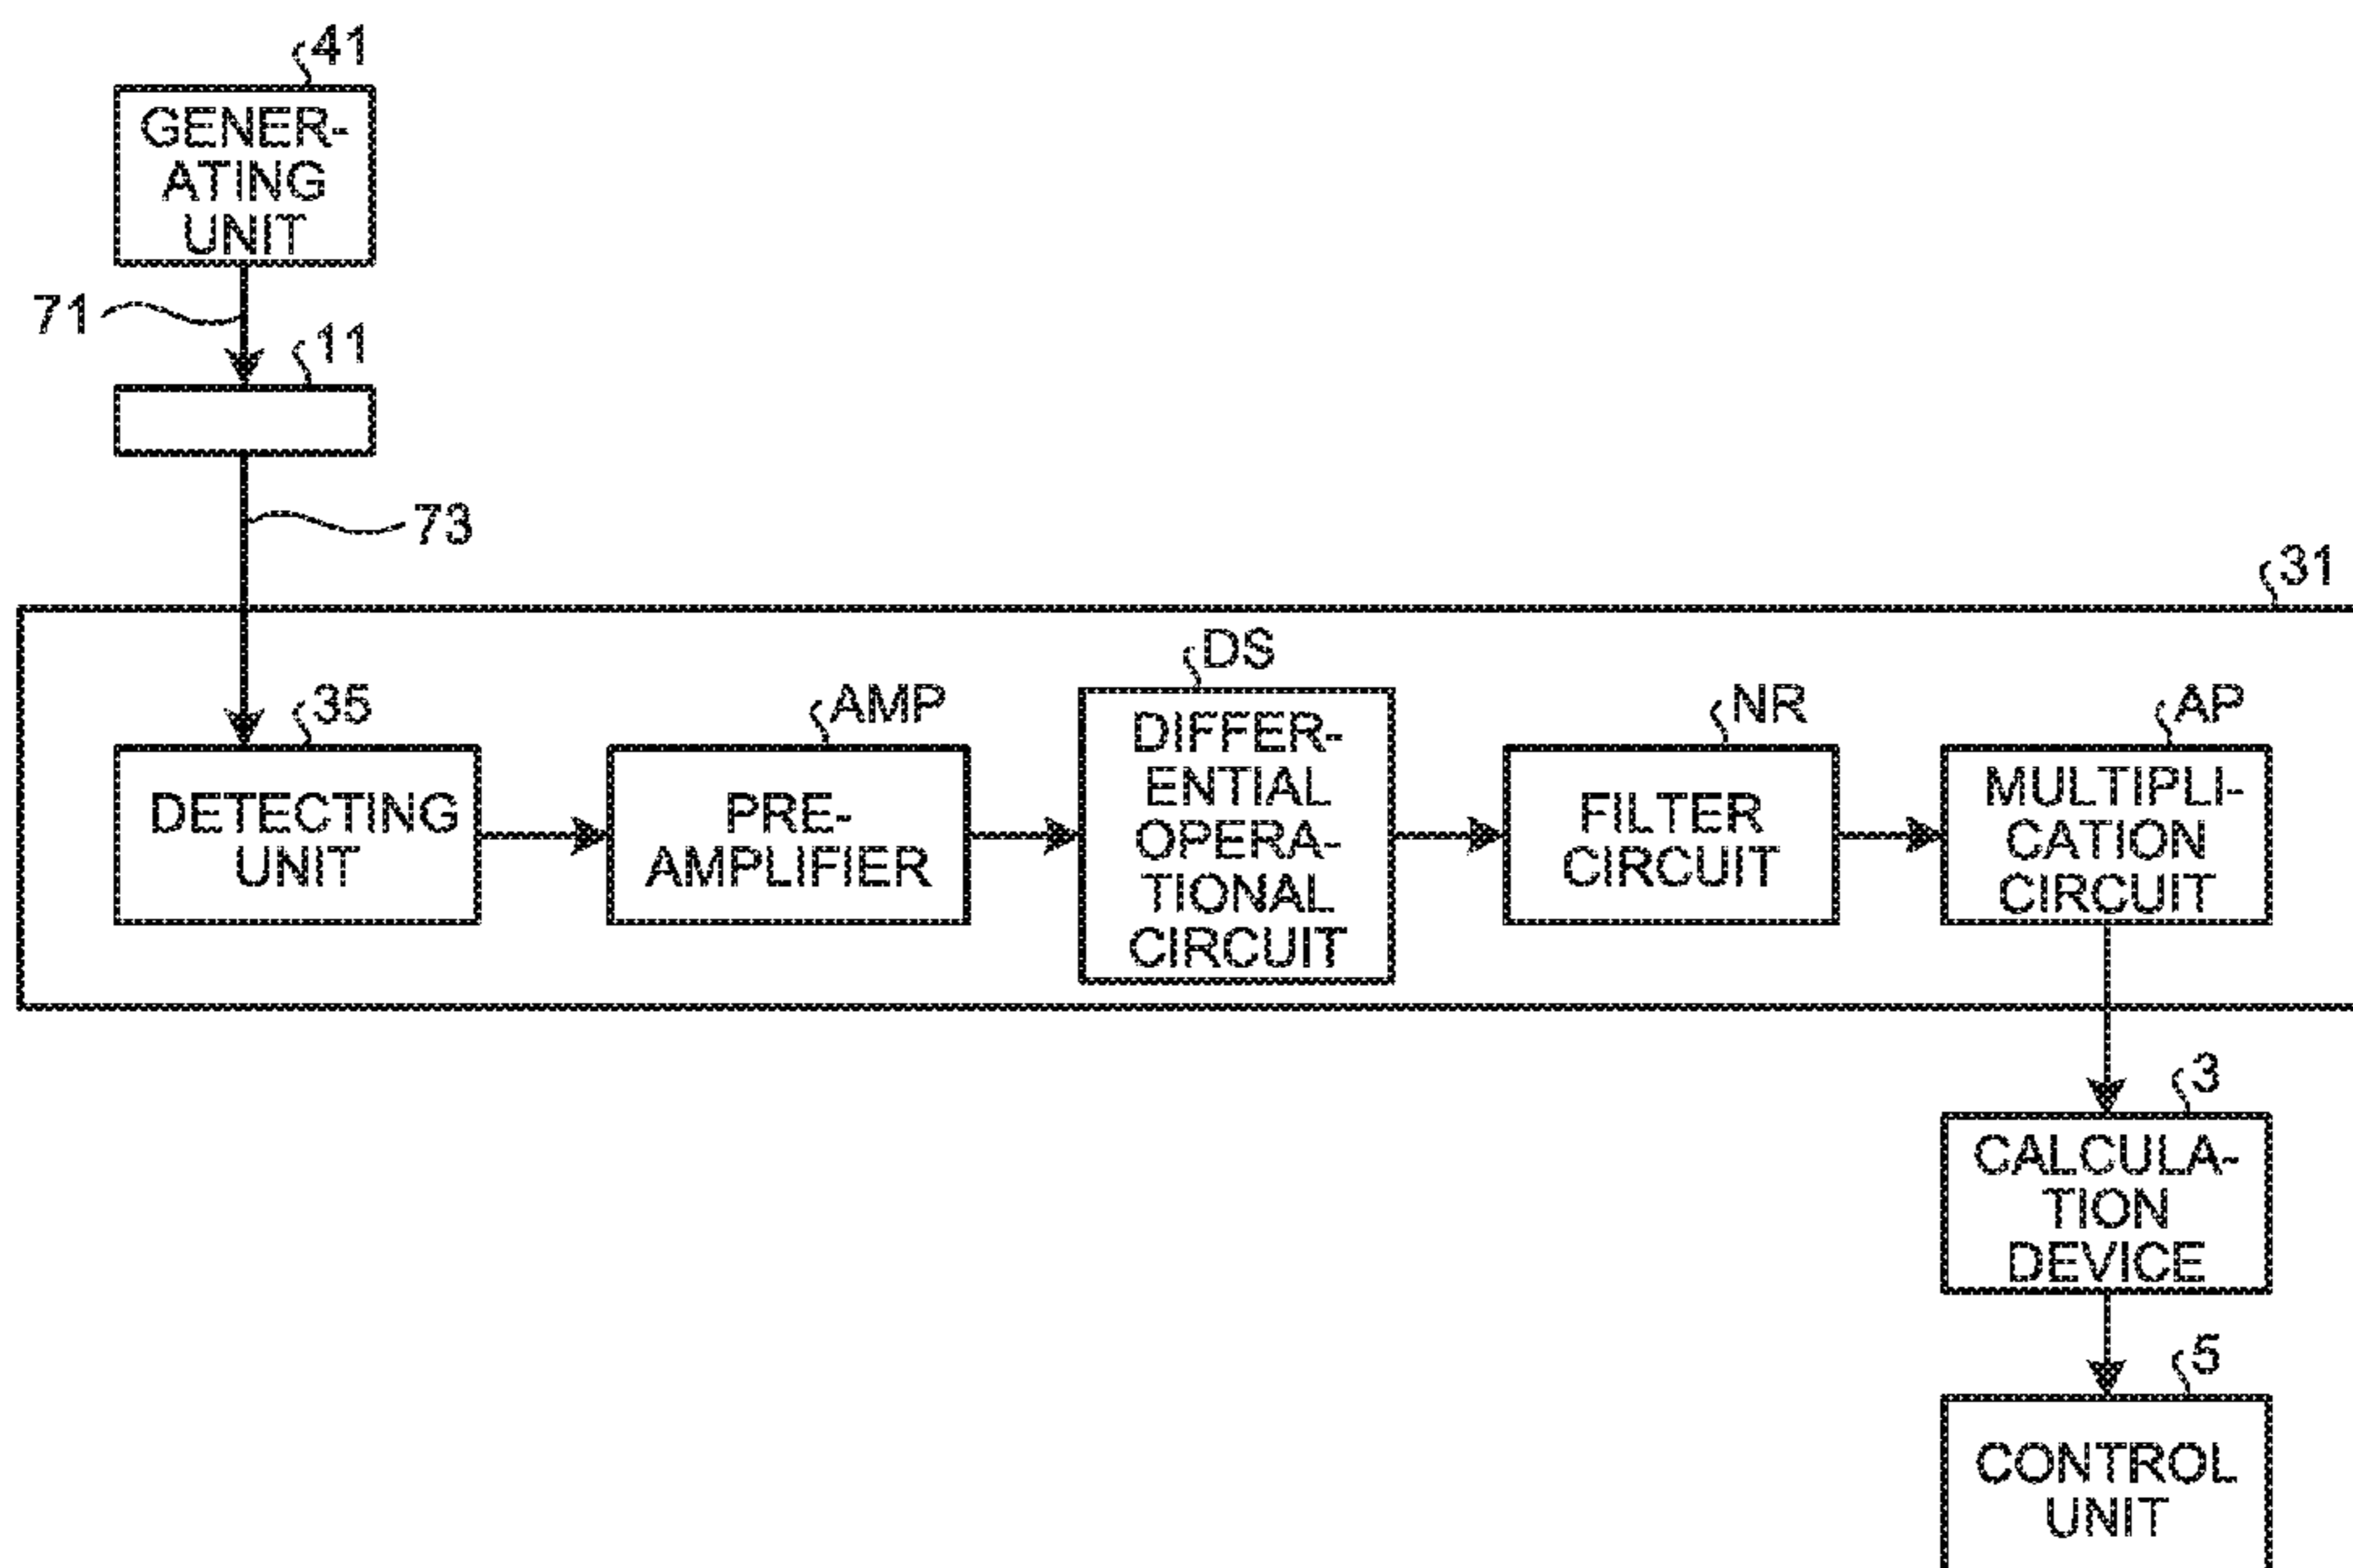 41
GENER-
ATING
UNIT
71
11
73
31
35
DETECTING
UNIT
AMP
PRE-
AMPLIFIER
DS
DIFFER-
ENTIAL
OPERA-
TIONAL
CIRCUIT
NR
FILTER
CIRCUIT
AP
MULTIPLI-
CATION
CIRCUIT
3
CALCULA-
TION
DEVICE
5
CONTROL
UNIT